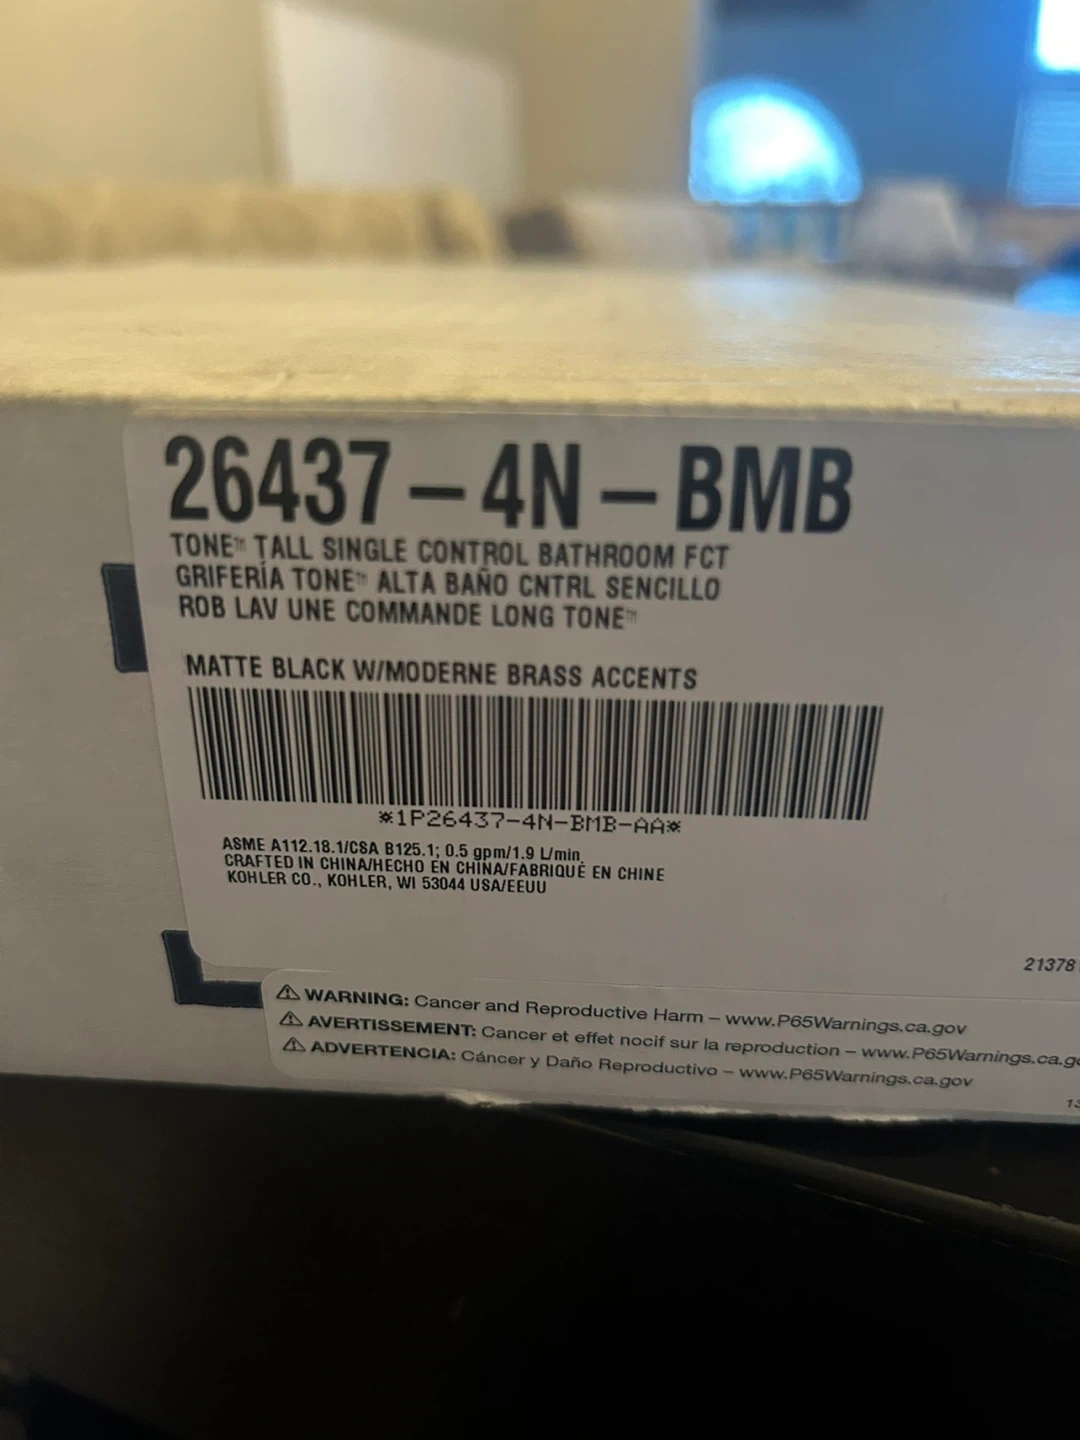 26437-4N-BMB
TONE™ TALL SINGLE CONTROL BATHROOM FCT
GRIFERÍA TONE™ ALTA BAÑO CNTRL SENCILLO
ROB LAV UNE COMMANDE LONG TONE™
MATTE BLACK W/MODERNE BRASS ACCENTS
*1P26437-4N-BMB-AA*
ASME A112.18.1/CSA B125.1; 0.5 gpm/1.9 L/min.
CRAFTED IN CHINA/HECHO EN CHINA/FABRIQUÉ EN CHINE
KOHLER CO., KOHLER, WI 53044 USA/EEUU
21378
⚠ WARNING: Cancer and Reproductive Harm – www.P65Warnings.ca.gov
⚠ AVERTISSEMENT: Cancer et effet nocif sur la reproduction – www.P65Warnings.ca.go
⚠ ADVERTENCIA: Cáncer y Daño Reproductivo – www.P65Warnings.ca.gov